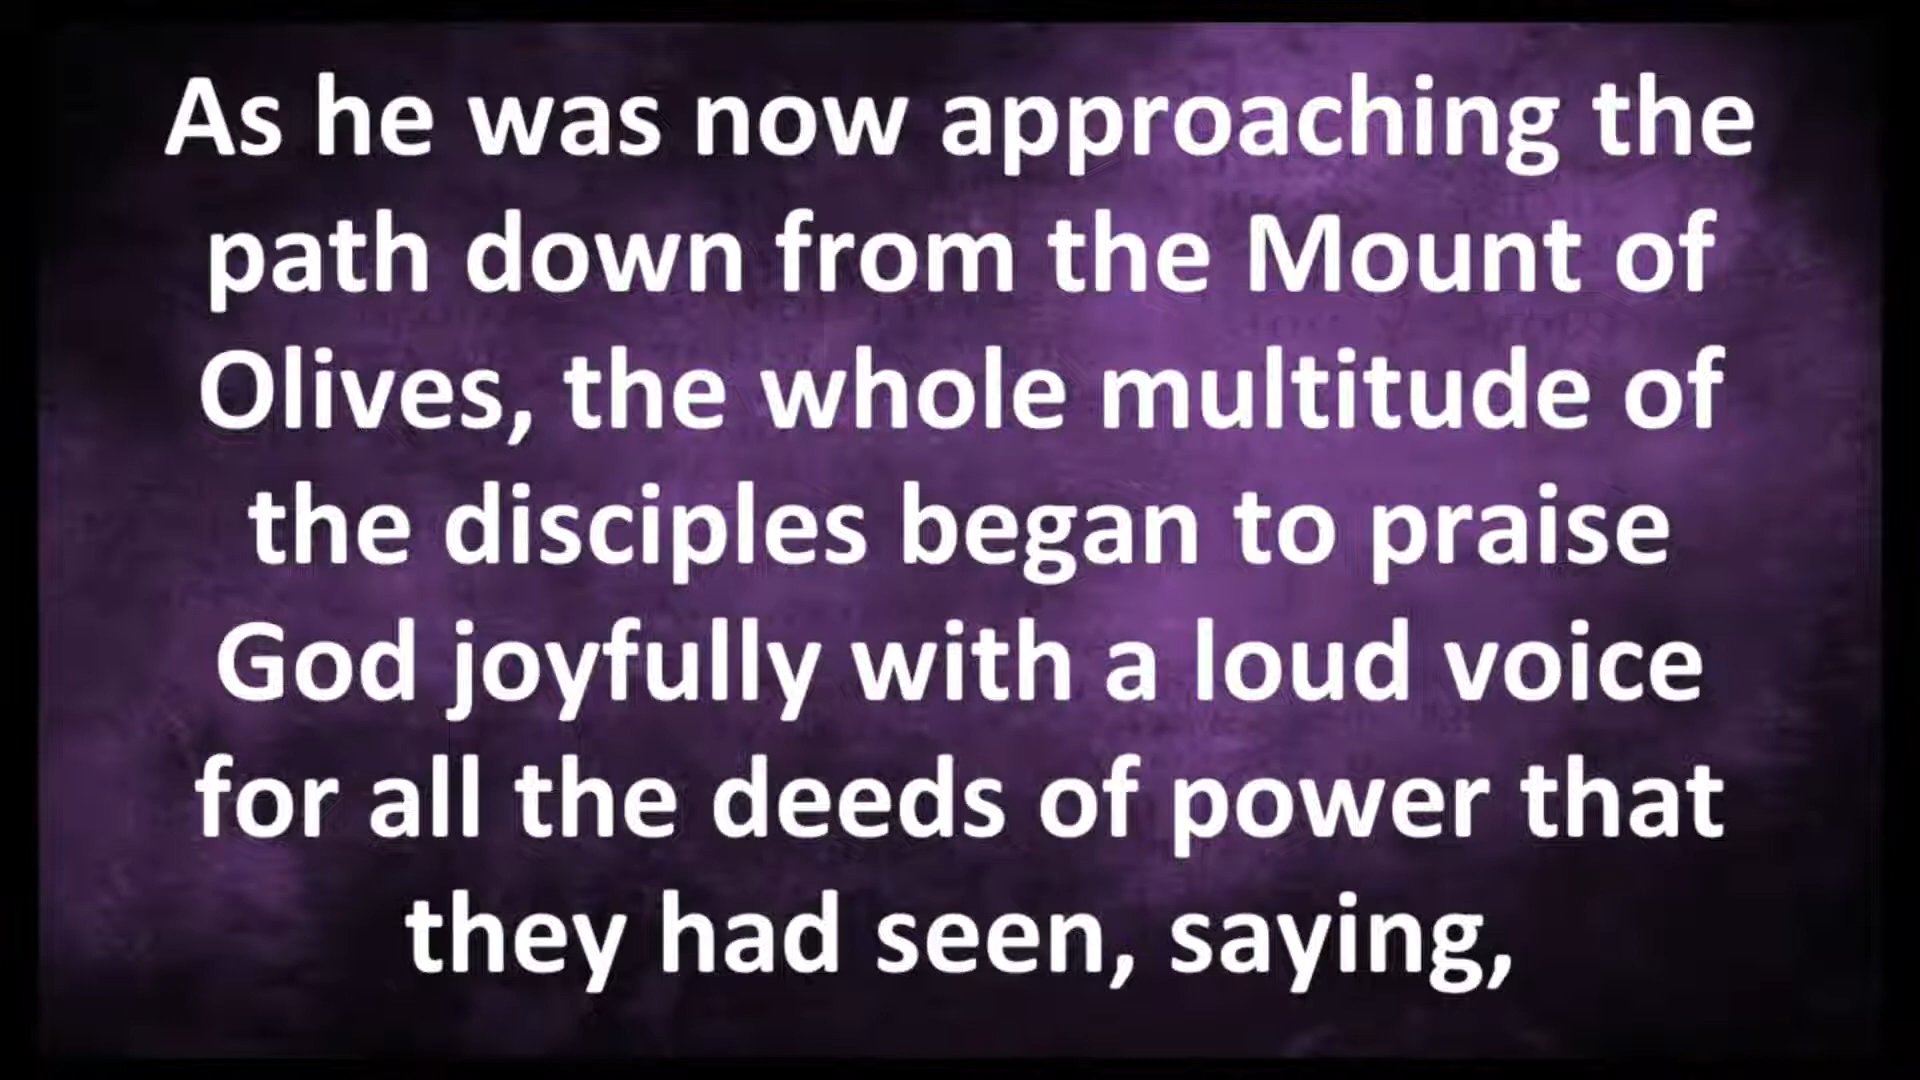 As he was now approaching the
path down from the Mount of
Olives, the whole multitude of
the disciples began to praise
God joyfully with a loud voice
for all the deeds of power that
they had seen, saying,